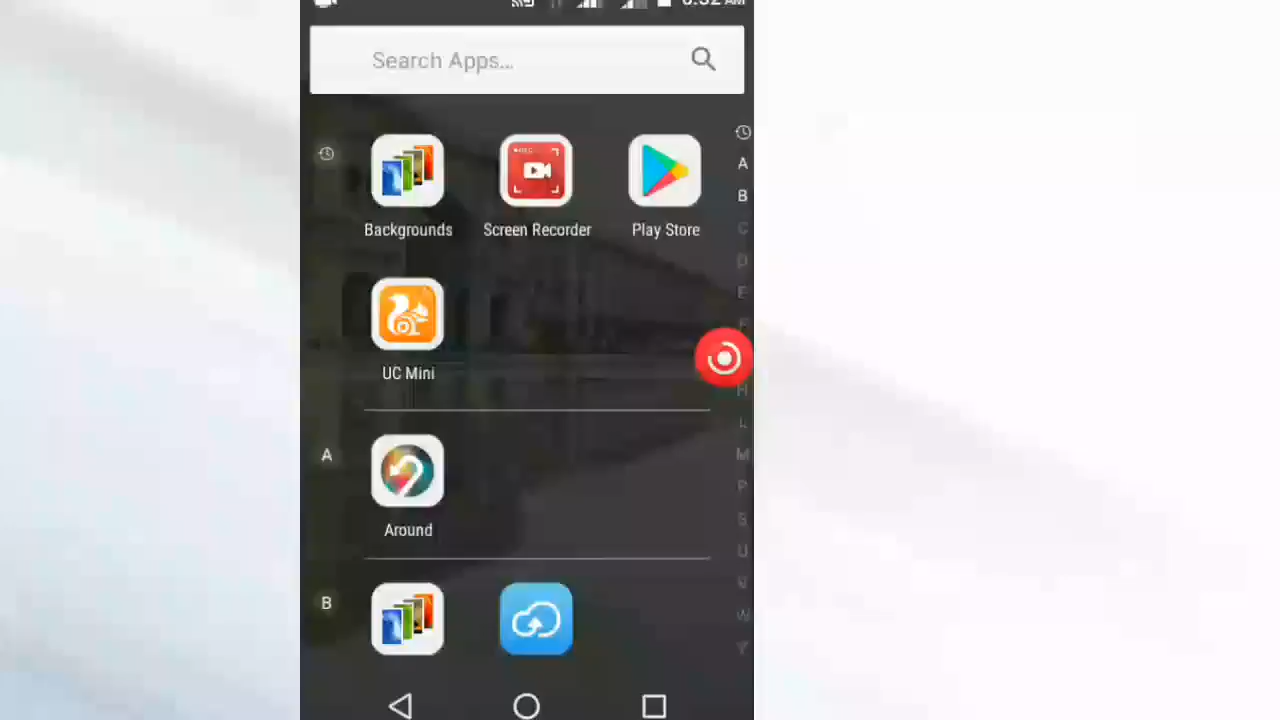 Search Apps...
Backgrounds
Screen Recorder
Play Store
UC Mini
A
Around
B
A
B
C
D
E
F
H
L
M
P
S
U
W
Y